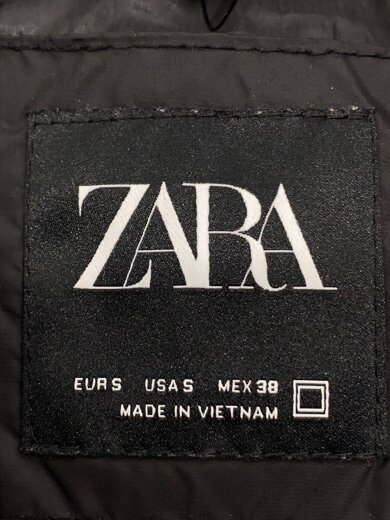 ZARA
EUR S USA S MEX 38
MADE IN VIETNAM